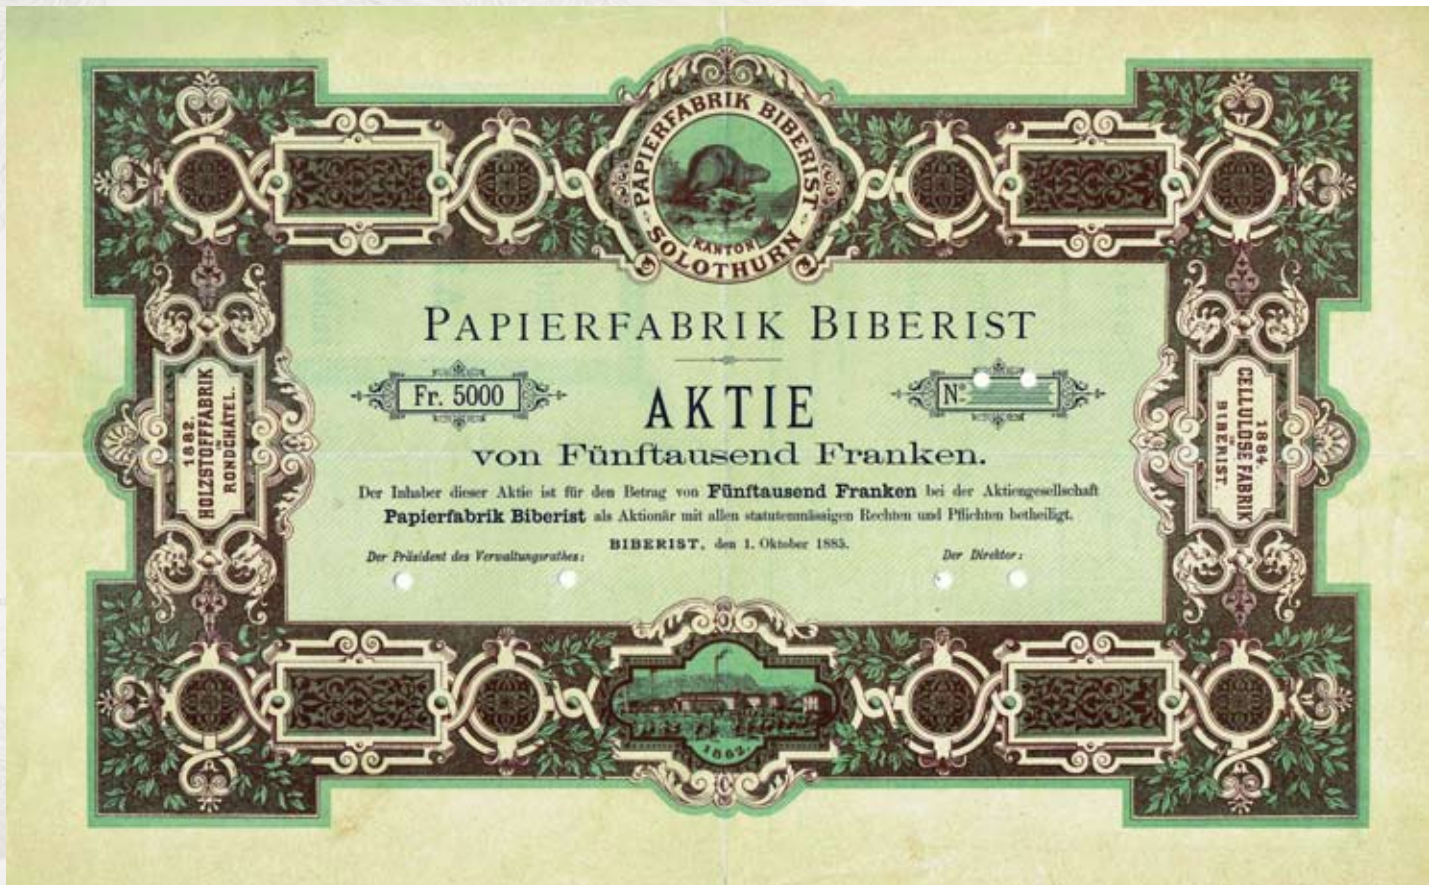 PAPIERFABRIK BIBERIST
KANTON
SOLOTHURN
PAPIERFABRIK BIBERIST
Fr. 5000
No.
AKTIE
von Fünftausend Franken.
Der Inhaber dieser Aktie ist für den Betrag von Fünftausend Franken bei der Aktiengesellschaft
Papierfabrik Biberist als Aktionär mit allen statutenmässigen Rechten und Pflichten betheiligt.
BIBERIST, den 1. Oktober 1885.
Der Präsident des Verwaltungsrathes:
Der Direktor:
1882.
HOLZSTOFFFABRIK
IN
RONDCHÂTEL.
1884
CELLULOSE FABRIK
IN
BIBERIST.
1862.